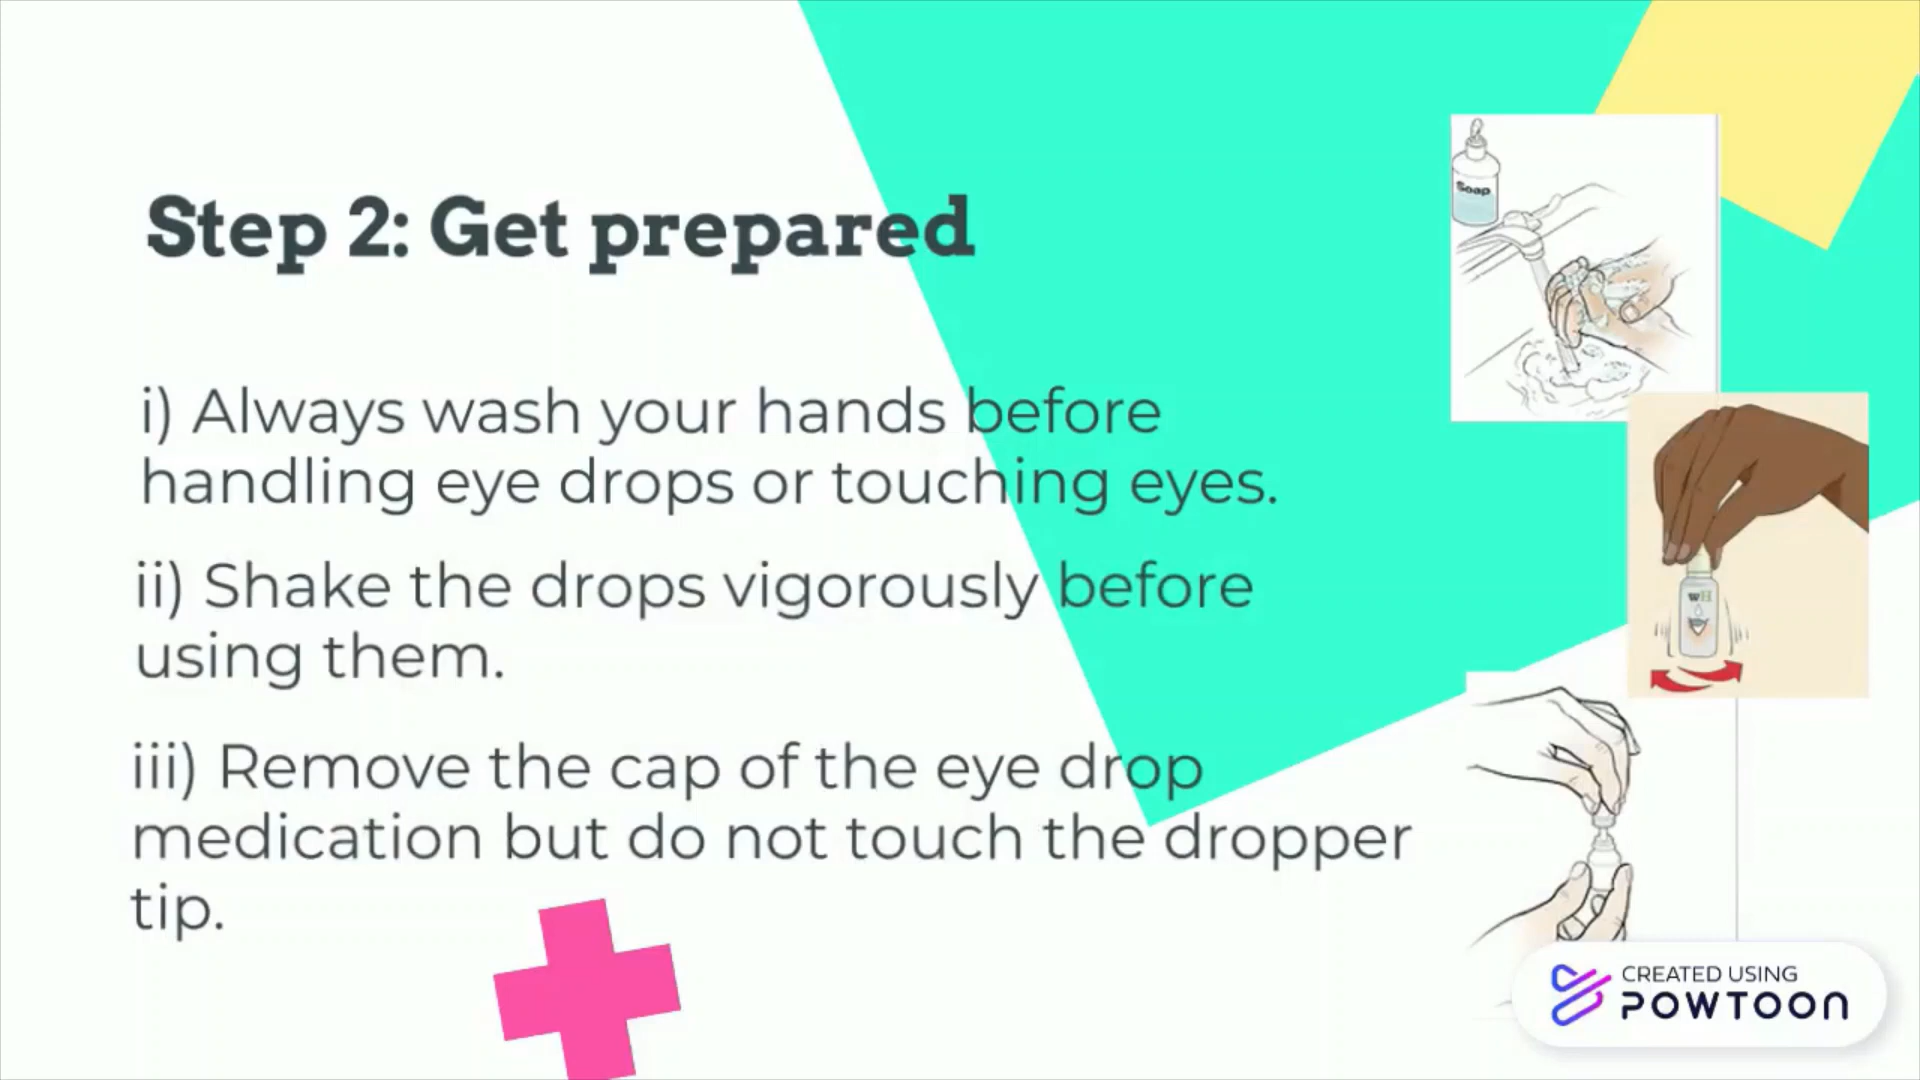 Step 2: Get prepared
i) Always wash your hands before
handling eye drops or touching eyes.
ii) Shake the drops vigorously before
using them.
iii) Remove the cap of the eye drop
medication but do not touch the dropper
tip.
Soap
wH
CREATED USING
POWTOON